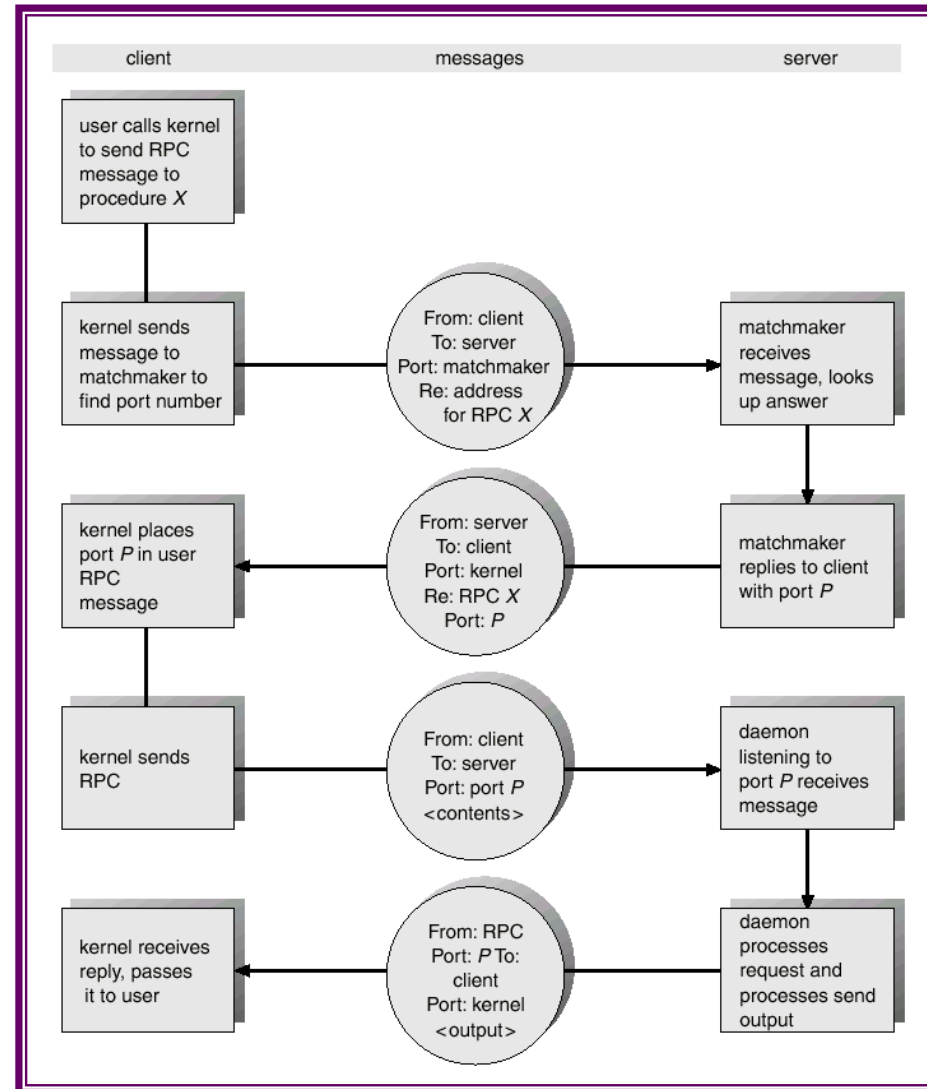 client
messages
server
user calls kernel
to send RPC
message to
procedure X
kernel sends
message to
matchmaker to
find port number
From: client
To: server
Port: matchmaker
Re: address
for RPC X
matchmaker
receives
message, looks
up answer
kernel places
port P in user
RPC
message
From: server
To: client
Port: kernel
Re: RPC X
Port: P
matchmaker
replies to client
with port P
kernel sends
RPC
From: client
To: server
Port: port P
<contents>
daemon
listening to
port P receives
message
kernel receives
reply, passes
it to user
From: RPC
Port: P To:
client
Port: kernel
<output>
daemon
processes
request and
processes send
output